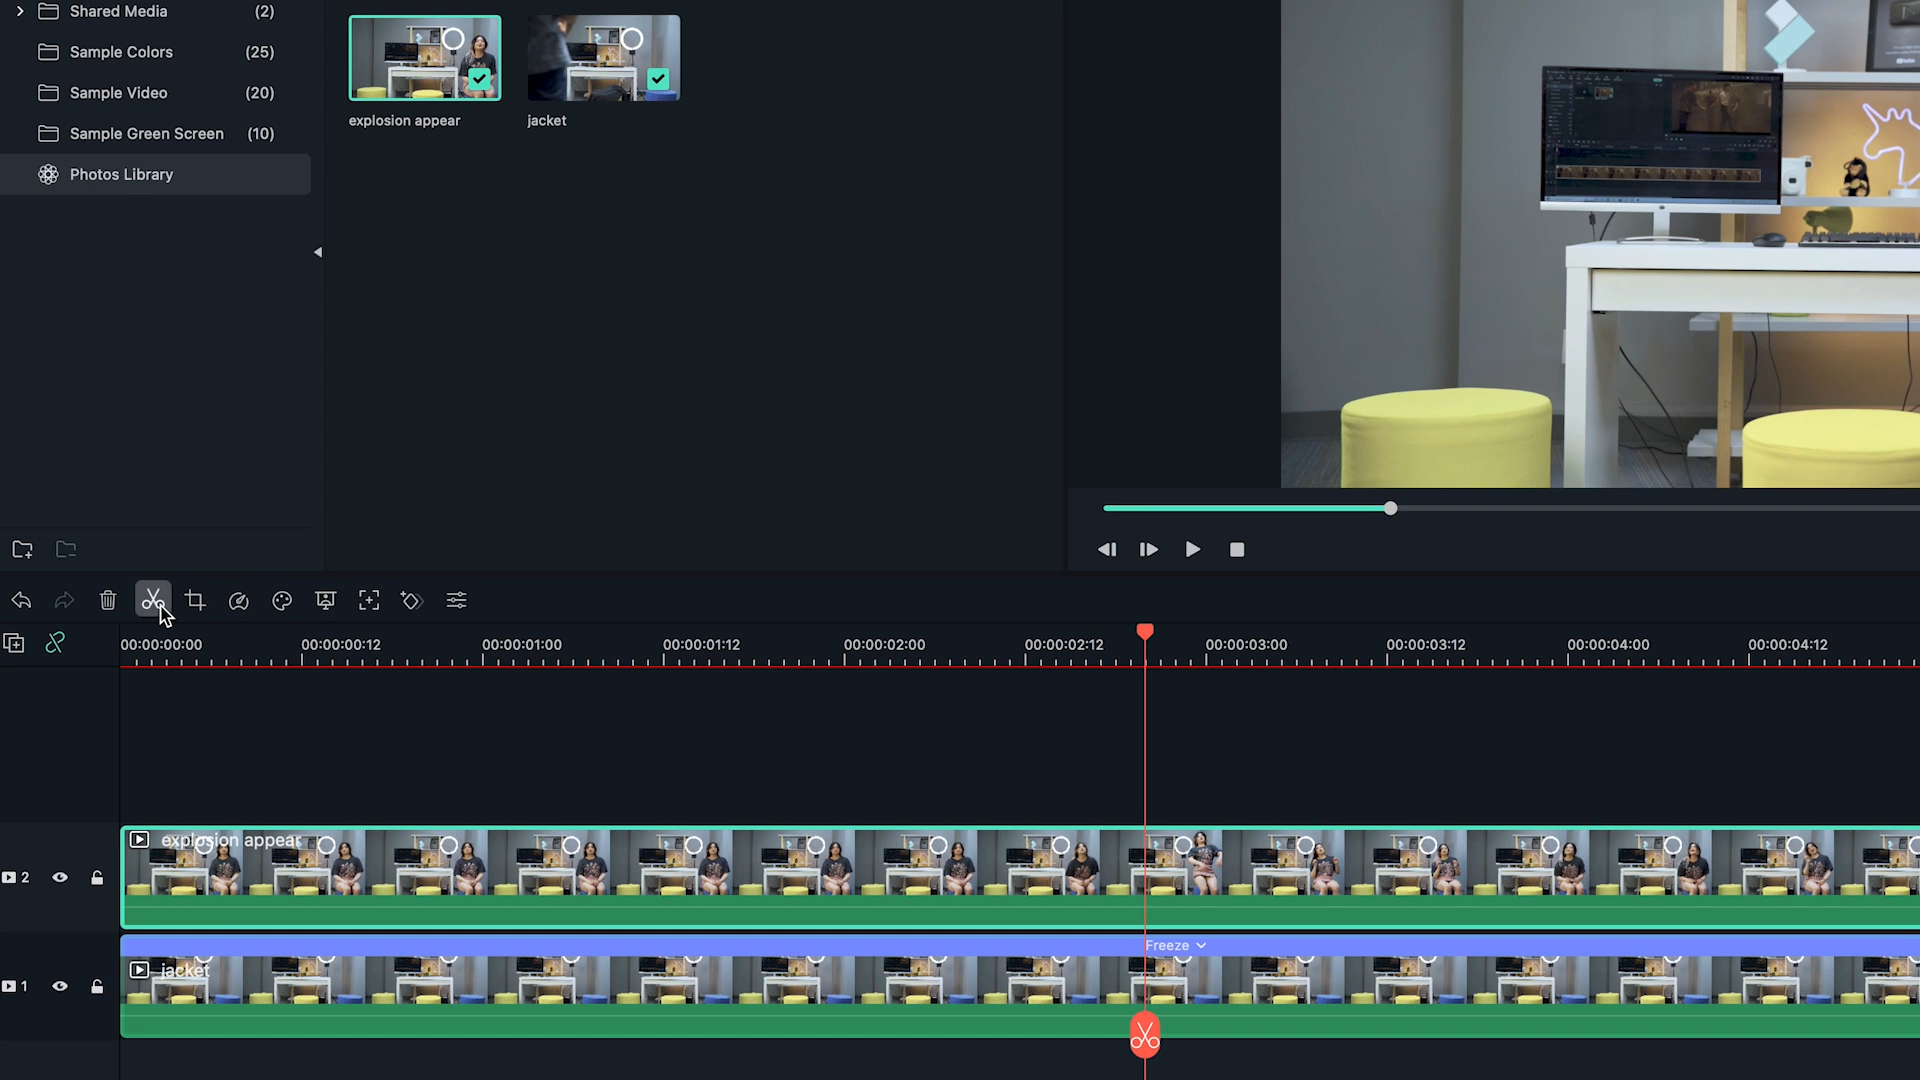 Shared Media (2)
Sample Colors (25)
Sample Video (20)
Sample Green Screen (10)
Photos Library
explosion appear
jacket
00:00:00:00
00:00:00:12
00:00:01:00
00:00:01:12
00:00:02:00
00:00:02:12
00:00:03:00
00:00:03:12
00:00:04:00
00:00:04:12
explosion appear
2
Freeze
jacket
1